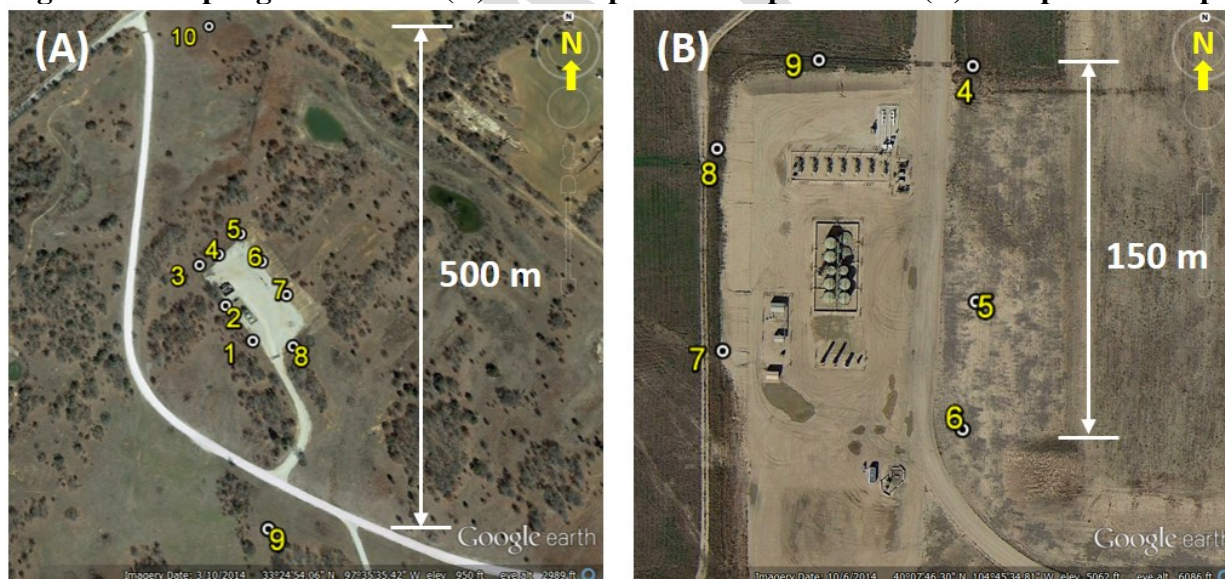 (A)
10
N
5
4
6
3
500 m
7
2
1
8
9
Google earth
Imagery Date: 3/10/2014 33°24'54.06" N 97°35'35.42" W elev 950 ft eye alt 2989 ft
(B)
9
N
4
8
150 m
5
7
6
Google earth
Imagery Date: 10/6/2014 40°07'46.30" N 104°45'34.81" W elev 5062 ft eye alt 6086 ft